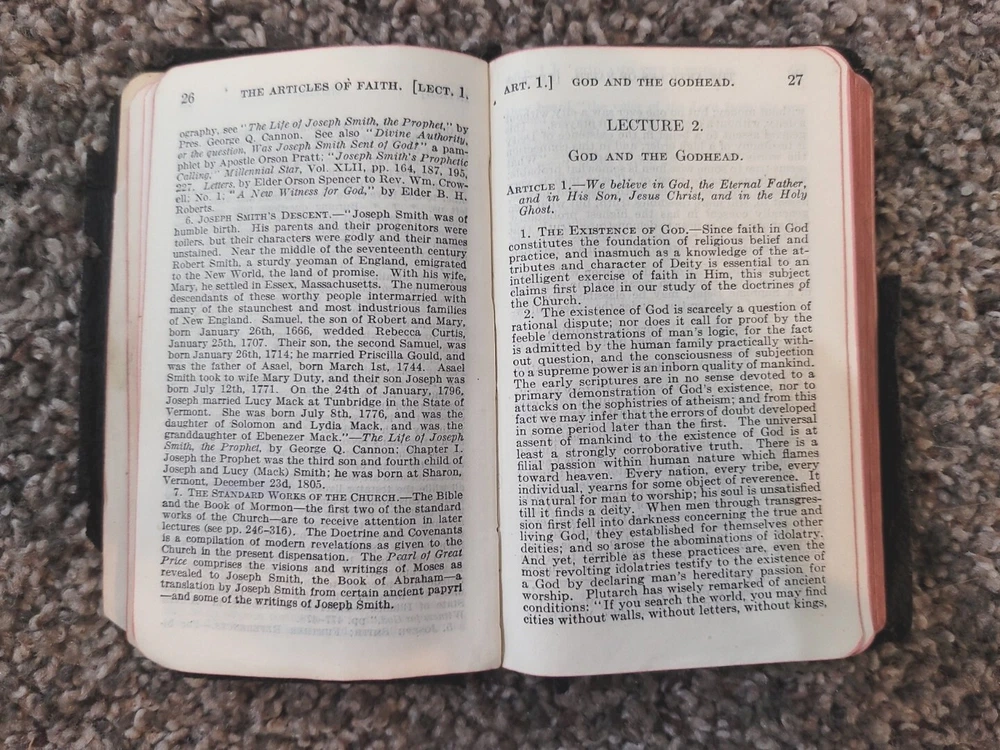 26 THE ARTICLES OF FAITH. [LECT. 1,
ography, see "The Life of Joseph Smith, the Prophet," by
Pres. George Q. Cannon. See also "Divine Authority,
or the question, Was Joseph Smith Sent of God?" a pam-
phlet by Apostle Orson Pratt; "Joseph Smith's Prophetic
Calling," Millennial Star, Vol. XLII, pp. 164, 187, 195,
227. Letters, by Elder Orson Spencer to Rev. Wm. Crow-
ell; No. 1. "A New Witness for God," by Elder B. H.
Roberts.
6. JOSEPH SMITH'S DESCENT.—"Joseph Smith was of
humble birth. His parents and their progenitors were
toilers, but their characters were godly and their names
unstained. Near the middle of the seventeenth century
Robert Smith, a sturdy yeoman of England, emigrated
to the New World, the land of promise. With his wife,
Mary, he settled in Essex, Massachusetts. The numerous
descendants of these worthy people intermarried with
many of the staunchest and most industrious families
of New England. Samuel, the son of Robert and Mary,
born January 26th, 1666, wedded Rebecca Curtis,
January 25th, 1707. Their son, the second Samuel, was
born January 26th, 1714; he married Priscilla Gould, and
was the father of Asael, born March 1st, 1744. Asael
Smith took to wife Mary Duty, and their son Joseph was
born July 12th, 1771. On the 24th of January, 1796,
Joseph married Lucy Mack at Tunbridge in the State of
Vermont. She was born July 8th, 1776, and was the
daughter of Solomon and Lydia Mack, and was the
granddaughter of Ebenezer Mack."—The Life of Joseph
Smith, the Prophet, by George Q. Cannon; Chapter I.
Joseph the Prophet was the third son and fourth child of
Joseph and Lucy (Mack) Smith; he was born at Sharon,
Vermont, December 23d, 1805.
7. THE STANDARD WORKS OF THE CHURCH.—The Bible
and the Book of Mormon—the first two of the standard
works of the Church—are to receive attention in later
lectures (see pp. 240-316). The Doctrine and Covenants
is a compilation of modern revelations as given to the
Church in the present dispensation. The Pearl of Great
Price comprises the visions and writings of Moses as
revealed to Joseph Smith, the Book of Abraham—a
translation by Joseph Smith from certain ancient papyri
—and some of the writings of Joseph Smith.
ART. 1.] GOD AND THE GODHEAD. 27
LECTURE 2.
GOD AND THE GODHEAD.
ARTICLE 1.—We believe in God, the Eternal Father,
and in His Son, Jesus Christ, and in the Holy
Ghost.
1. THE EXISTENCE OF GOD.—Since faith in God
constitutes the foundation of religious belief and
practice, and inasmuch as a knowledge of the at-
tributes and character of Deity is essential to an
intelligent exercise of faith in Him, this subject
claims first place in our study of the doctrines of
the Church.
2. The existence of God is scarcely a question of
rational dispute; nor does it call for proof by the
feeble demonstrations of man's logic, for the fact
is admitted by the human family practically with-
out question, and the consciousness of subjection
to a supreme power is an inborn quality of mankind.
The early scriptures are in no sense devoted to a
primary demonstration of God's existence, nor to
attacks on the sophistries of atheism; and from this
fact we may infer that the errors of doubt developed
in some period later than the first. The universal
assent of mankind to the existence of God is at
least a strongly corroborative truth. There is a
filial passion within human nature which flames
toward heaven. Every nation, every tribe, every
individual, yearns for some object of reverence. It
is natural for man to worship; his soul is unsatisfied
till it finds a deity. When men through transgres-
sion first fell into darkness concerning the true and
living God, they established for themselves other
deities; and so arose the abominations of idolatry.
And yet, terrible as these practices are, even the
most revolting idolatries testify to the existence of
a God by declaring man's hereditary passion for
worship. Plutarch has wisely remarked of ancient
conditions: "If you search the world, you may find
cities without walls, without letters, without kings,